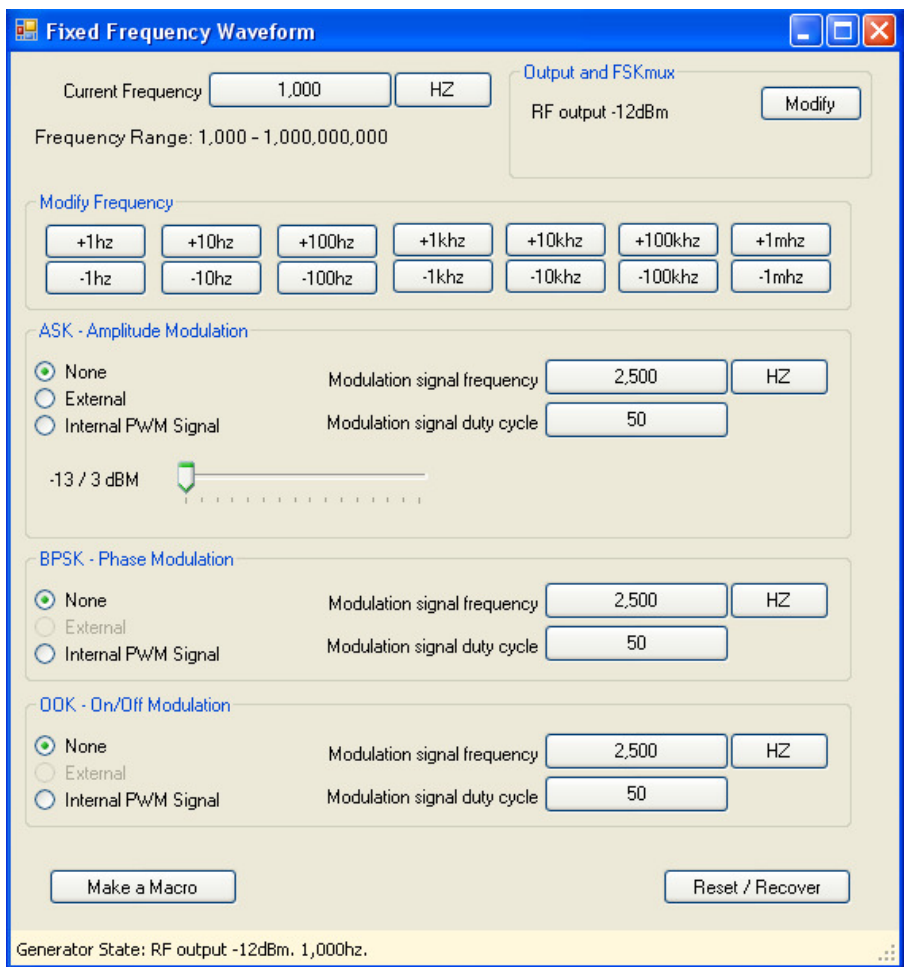 Fixed Frequency Waveform
Current Frequency 1,000 HZ
Frequency Range: 1,000 - 1,000,000,000
Output and FSKmux
RF output -12dBm Modify
Modify Frequency
+1hz +10hz +100hz +1khz +10khz +100khz +1mhz
-1hz -10hz -100hz -1khz -10khz -100khz -1mhz
ASK - Amplitude Modulation
None
External
Internal PWM Signal
Modulation signal frequency 2,500 HZ
Modulation signal duty cycle 50
-13 / 3 dBM
BPSK - Phase Modulation
None
External
Internal PWM Signal
Modulation signal frequency 2,500 HZ
Modulation signal duty cycle 50
OOK - On/Off Modulation
None
External
Internal PWM Signal
Modulation signal frequency 2,500 HZ
Modulation signal duty cycle 50
Make a Macro
Reset / Recover
Generator State: RF output -12dBm. 1,000hz.